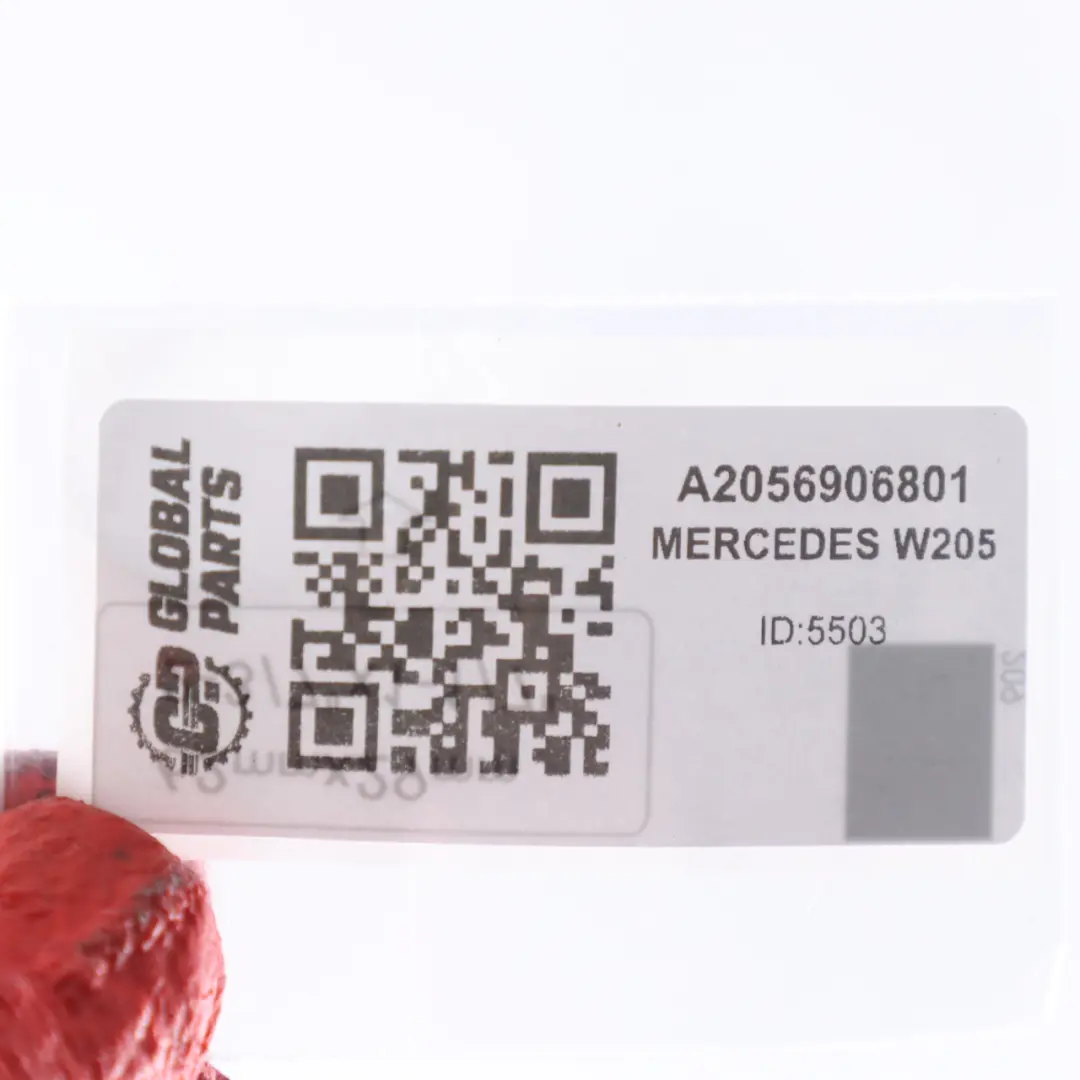 GLOBAL
PARTS
A2056906801
MERCEDES W205
ID:5503